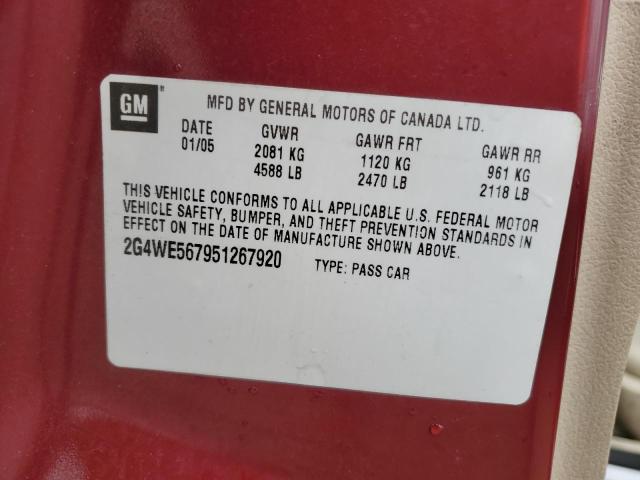 GM ®
MFD BY GENERAL MOTORS OF CANADA LTD.
DATE GVWR GAWR FRT GAWR RR
01/05 2081 KG 1120 KG 961 KG
4588 LB 2470 LB 2118 LB
THIS VEHICLE CONFORMS TO ALL APPLICABLE U.S. FEDERAL MOTOR
VEHICLE SAFETY, BUMPER, AND THEFT PREVENTION STANDARDS IN
EFFECT ON THE DATE OF MANUFACTURE SHOWN ABOVE.
2G4WE567951267920 TYPE: PASS CAR